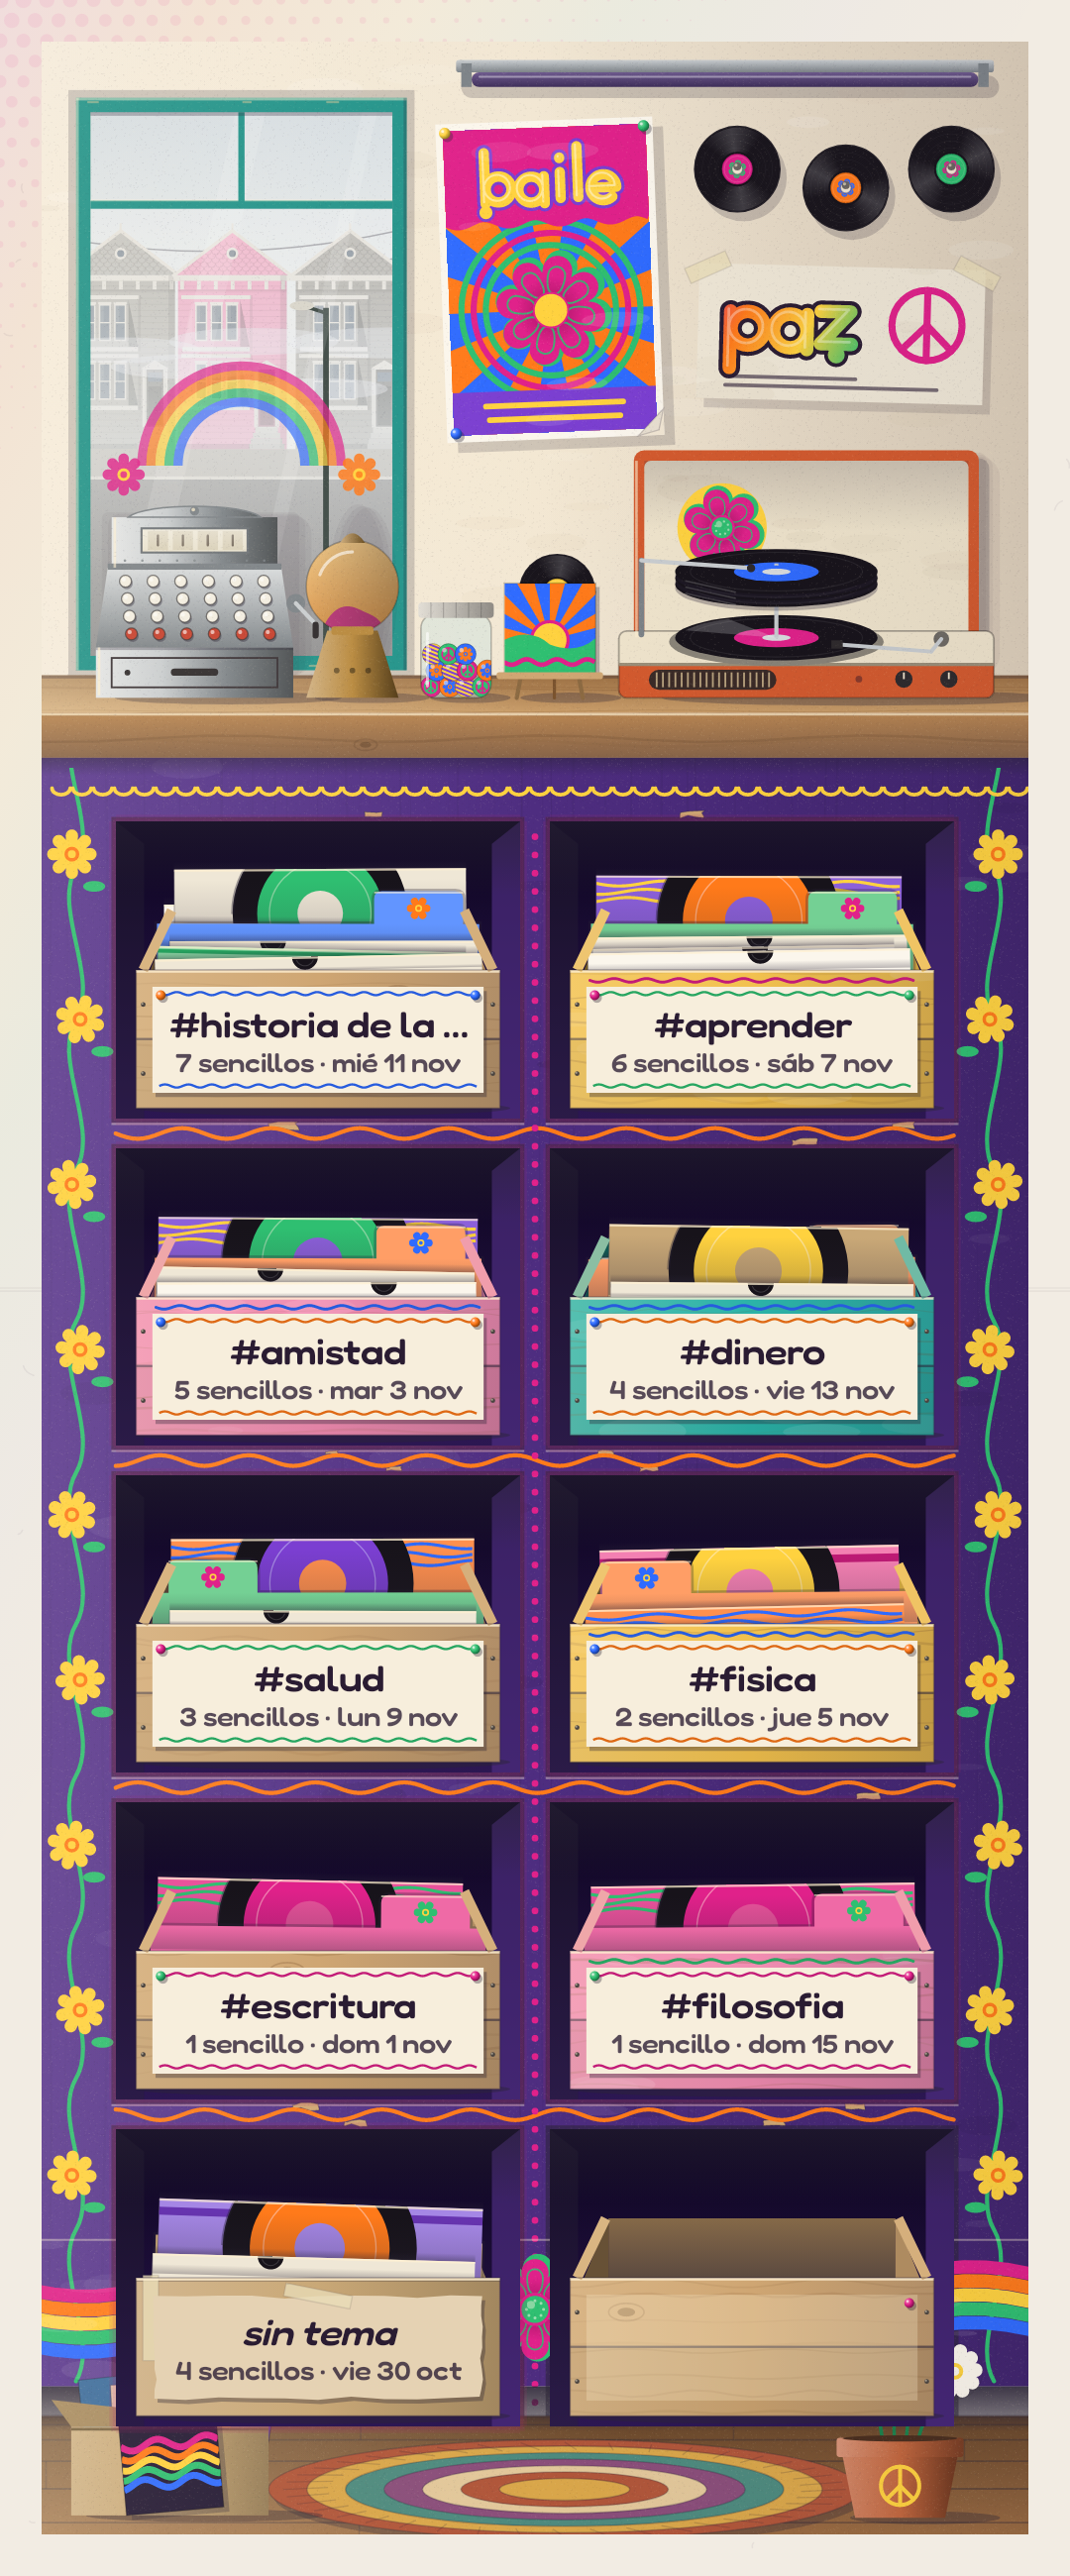 baile
paz
#historia de la ...
7 sencillos · mié 11 nov
#aprender
6 sencillos · sáb 7 nov
#amistad
5 sencillos · mar 3 nov
#dinero
4 sencillos · vie 13 nov
#salud
3 sencillos · lun 9 nov
#fisica
2 sencillos · jue 5 nov
#escritura
1 sencillo · dom 1 nov
#filosofia
1 sencillo · dom 15 nov
sin tema
4 sencillos · vie 30 oct